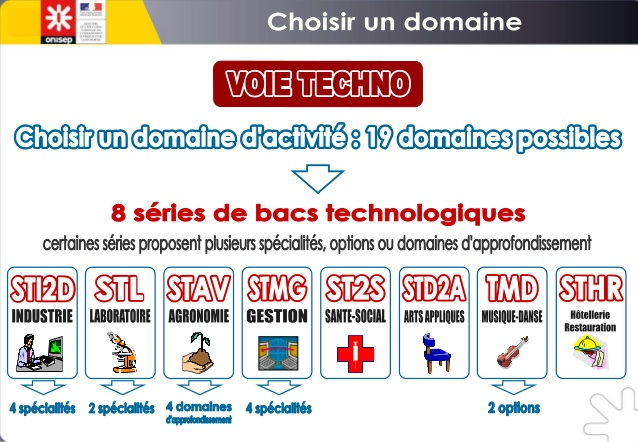 Choisir un domaine
onisep
VOIE TECHNO
Choisir un domaine d'activité : 19 domaines possibles
8 séries de bacs technologiques
certaines séries proposent plusieurs spécialités, options ou domaines d'approfondissement
STI2D
INDUSTRIE
4 spécialités
STL
LABORATOIRE
2 spécialités
STAV
AGRONOMIE
4 domaines
d'approfondissement
STMG
GESTION
4 spécialités
ST2S
SANTE-SOCIAL
STD2A
ARTS APPLIQUES
TMD
MUSIQUE-DANSE
2 options
STHR
Hôtellerie
Restauration